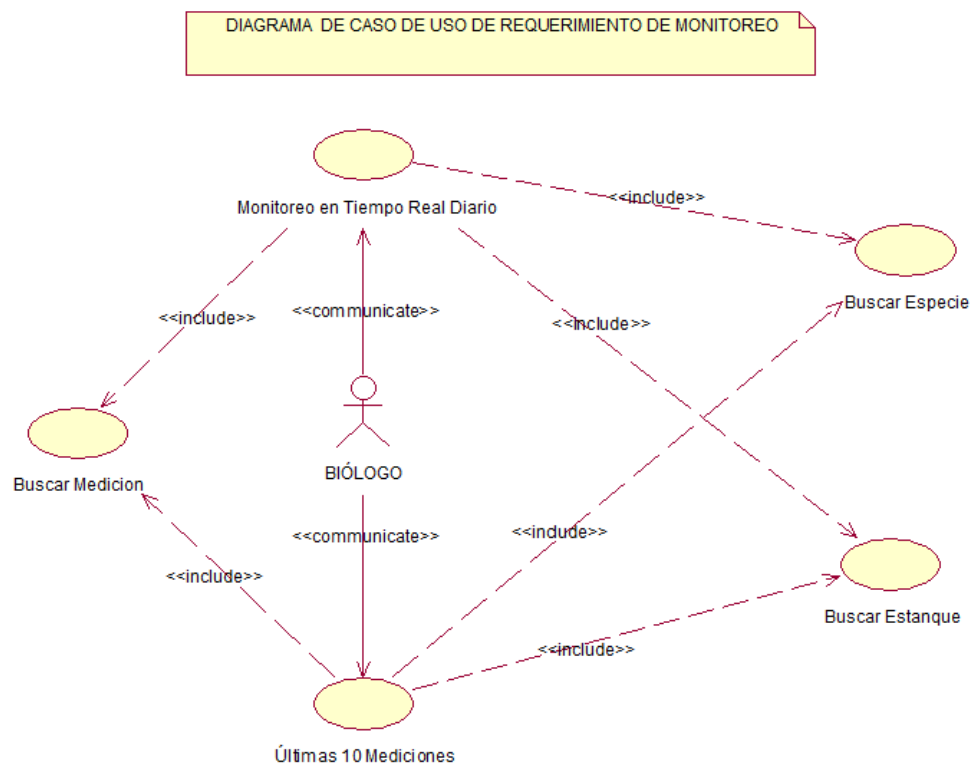 DIAGRAMA DE CASO DE USO DE REQUERIMIENTO DE MONITOREO
Monitoreo en Tiempo Real Diario
<<include>>
Buscar Especie
<<include>>
<<communicate>>
<<include>>
Buscar Medicion
BIÓLOGO
<<communicate>>
<<include>>
<<include>>
Buscar Estanque
<<include>>
Últimas 10 Mediciones